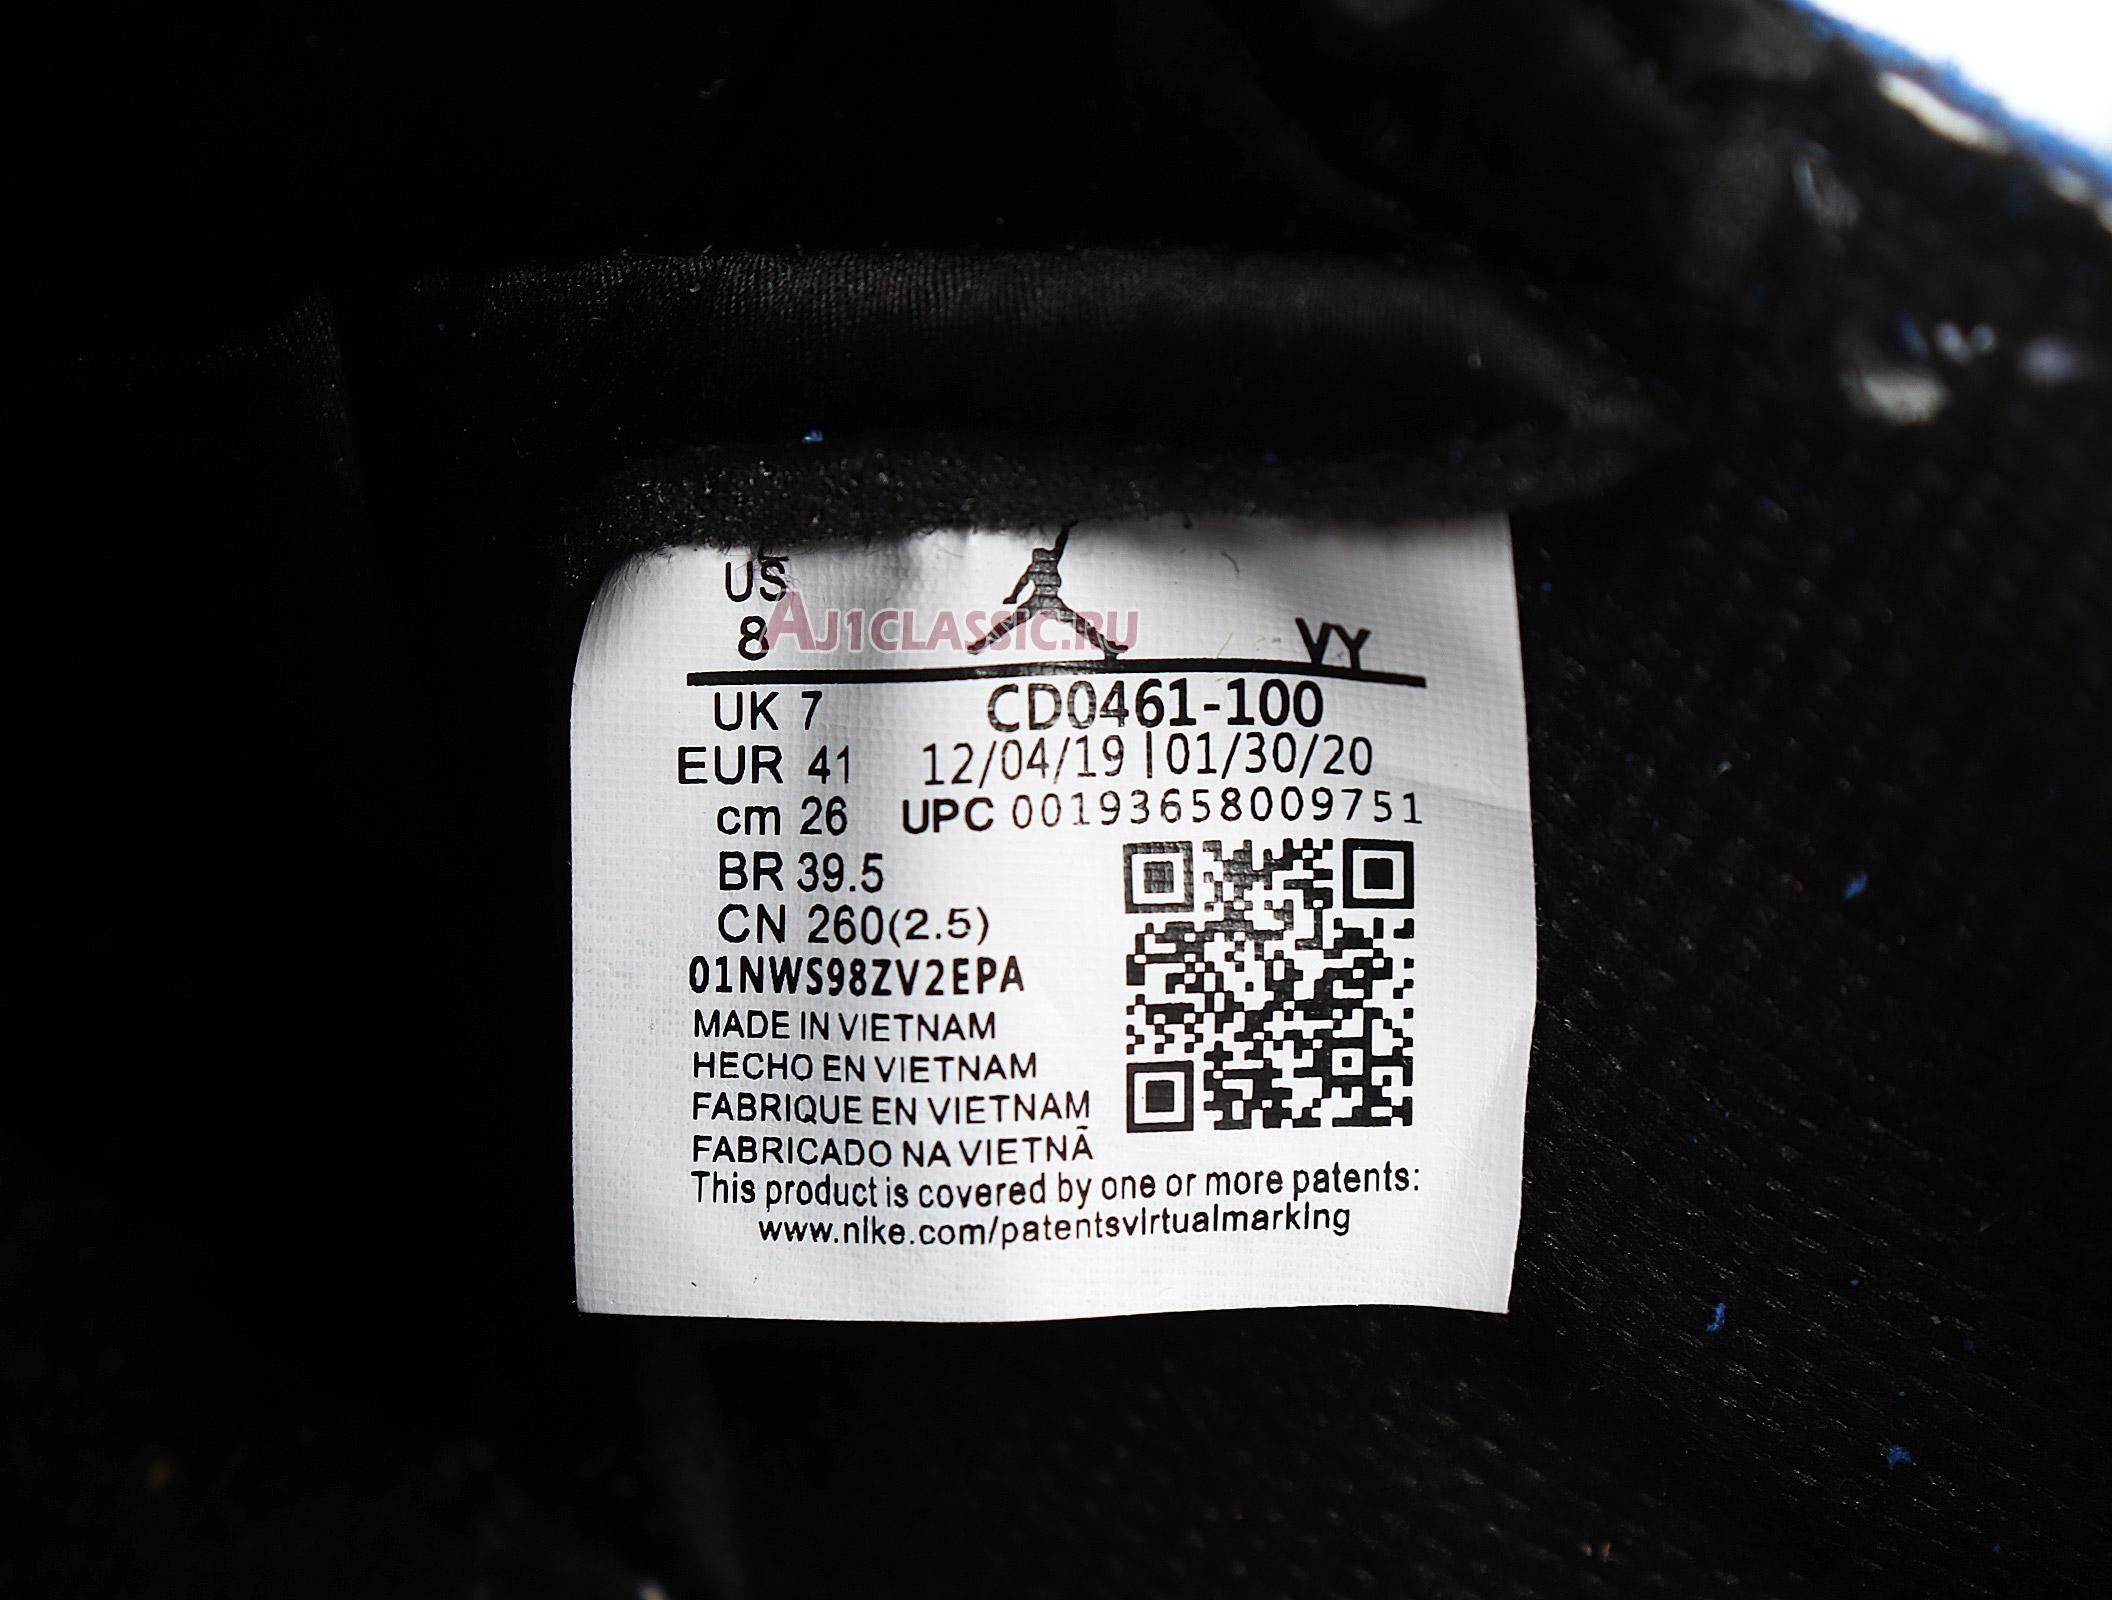 US
8
AJ1CLASSIC.RU
VY
UK 7 CD0461-100
EUR 41 12/04/19 | 01/30/20
cm 26 UPC 00193658009751
BR 39.5
CN 260(2.5)
01NWS98ZV2EPA
MADE IN VIETNAM
HECHO EN VIETNAM
FABRIQUE EN VIETNAM
FABRICADO NA VIETNÃ
This product is covered by one or more patents:
www.nike.com/patentsvirtualmarking